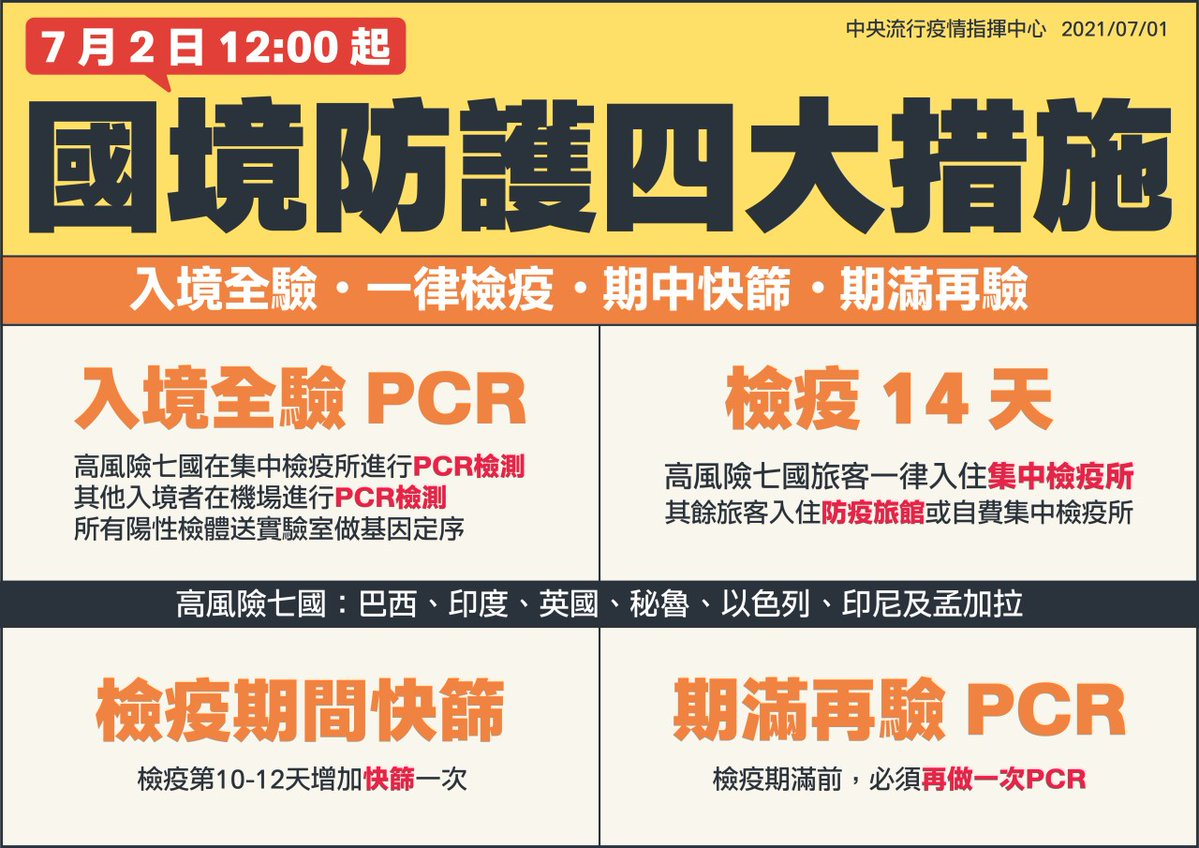 7月2日12:00起
中央流行疫情指揮中心 2021/07/01
國境防護四大措施
入境全驗・一律檢疫・期中快篩・期滿再驗
入境全驗 PCR
高風險七國在集中檢疫所進行PCR檢測
其他入境者在機場進行PCR檢測
所有陽性檢體送實驗室做基因定序
檢疫 14 天
高風險七國旅客一律入住集中檢疫所
其餘旅客入住防疫旅館或自費集中檢疫所
高風險七國：巴西、印度、英國、秘魯、以色列、印尼及孟加拉
檢疫期間快篩
檢疫第10-12天增加快篩一次
期滿再驗 PCR
檢疫期滿前，必須再做一次PCR